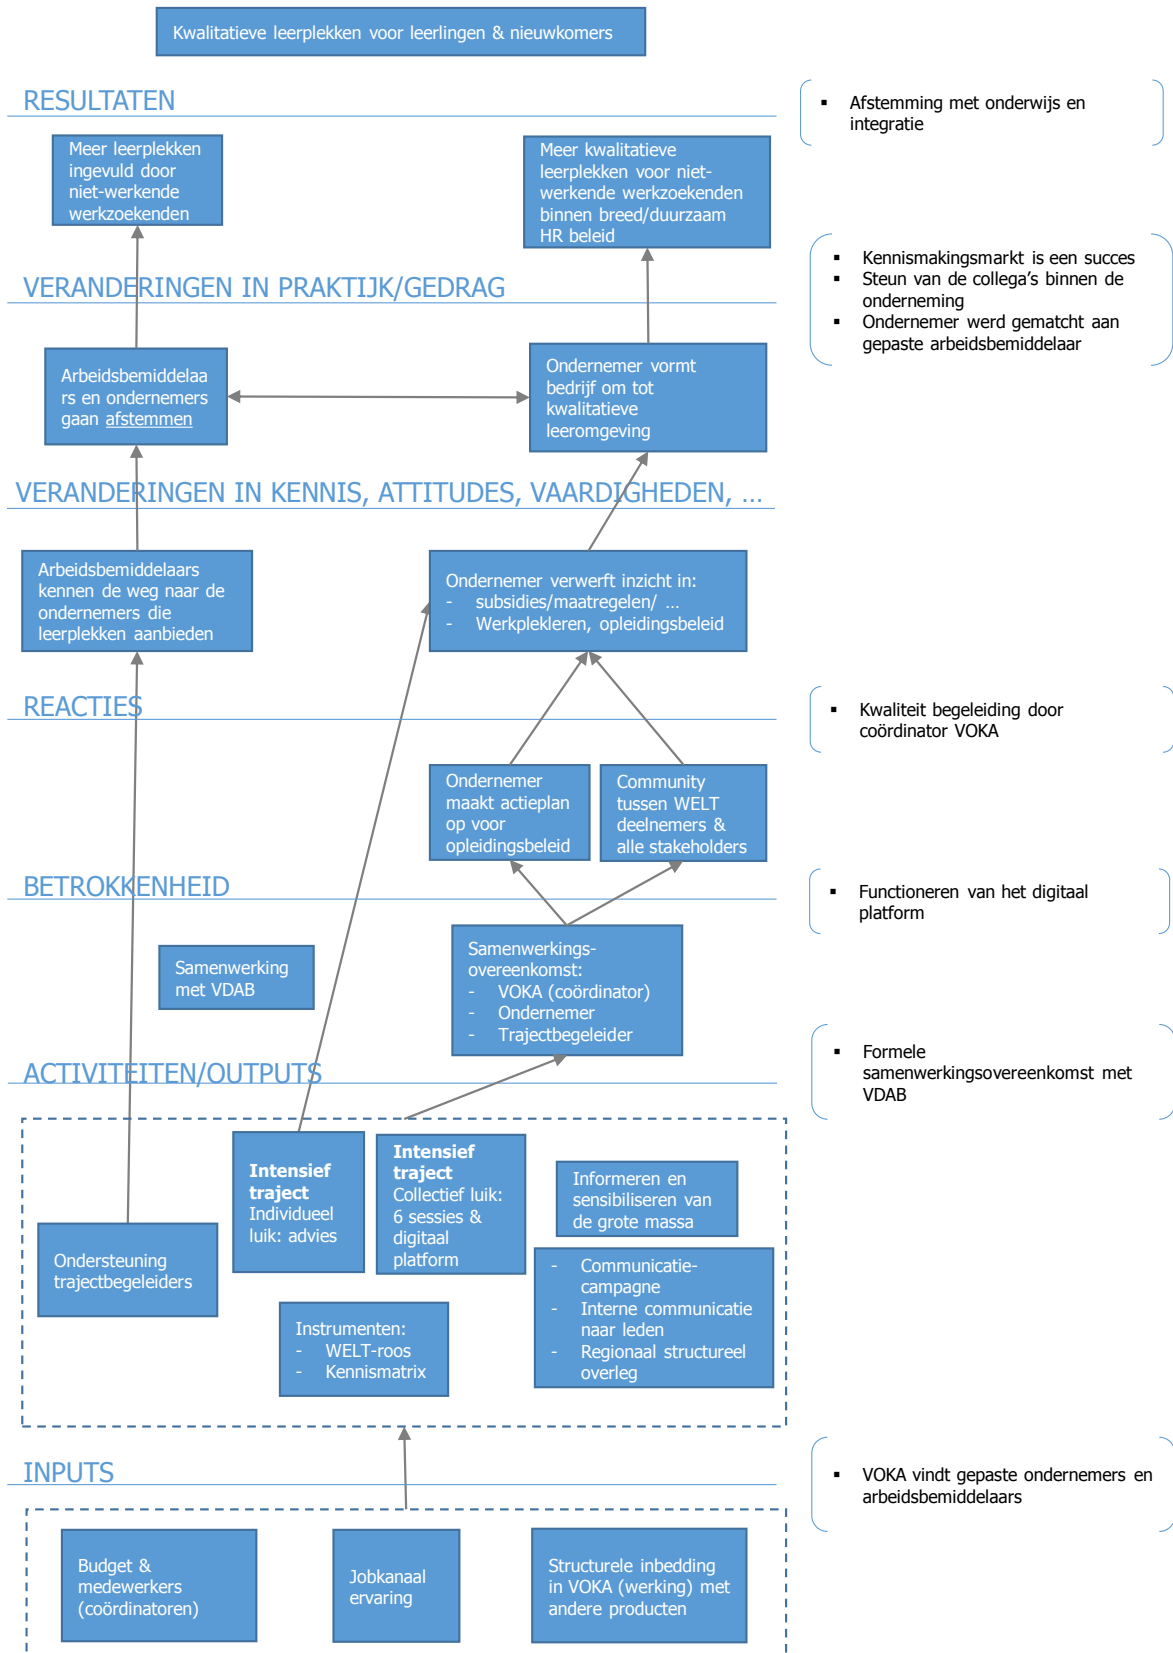 Kwalitatieve leerplekken voor leerlingen & nieuwkomers
RESULTATEN
▪ Afstemming met onderwijs en
integratie
Meer leerplekken
ingevuld door
niet-werkende
werkzoekenden
Meer kwalitatieve
leerplekken voor niet-
werkende werkzoekenden
binnen breed/duurzaam
HR beleid
▪ Kennismakingsmarkt is een succes
▪ Steun van de collega's binnen de
onderneming
▪ Ondernemer werd gematcht aan
gepaste arbeidsbemiddelaar
VERANDERINGEN IN PRAKTIJK/GEDRAG
Arbeidsbemiddelaa
rs en ondernemers
gaan afstemmen
Ondernemer vormt
bedrijf om tot
kwalitatieve
leeromgeving
VERANDERINGEN IN KENNIS, ATTITUDES, VAARDIGHEDEN, …
Arbeidsbemiddelaars
kennen de weg naar de
ondernemers die
leerplekken aanbieden
Ondernemer verwerft inzicht in:
- subsidies/maatregelen/ …
- Werkplekleren, opleidingsbeleid
REACTIES
▪ Kwaliteit begeleiding door
coördinator VOKA
Ondernemer
maakt actieplan
op voor
opleidingsbeleid
Community
tussen WELT
deelnemers &
alle stakeholders
BETROKKENHEID
▪ Functioneren van het digitaal
platform
Samenwerking
met VDAB
Samenwerkings-
overeenkomst:
- VOKA (coördinator)
- Ondernemer
- Trajectbegeleider
ACTIVITEITEN/OUTPUTS
▪ Formele
samenwerkingsovereenkomst met
VDAB
Ondersteuning
trajectbegeleiders
Intensief
traject
Individueel
luik: advies
Intensief
traject
Collectief luik:
6 sessies &
digitaal
platform
Informeren en
sensibiliseren van
de grote massa
- Communicatie-
campagne
- Interne communicatie
naar leden
- Regionaal structureel
overleg
Instrumenten:
- WELT-roos
- Kennismatrix
INPUTS
▪ VOKA vindt gepaste ondernemers en
arbeidsbemiddelaars
Budget &
medewerkers
(coördinatoren)
Jobkanaal
ervaring
Structurele inbedding
in VOKA (werking) met
andere producten